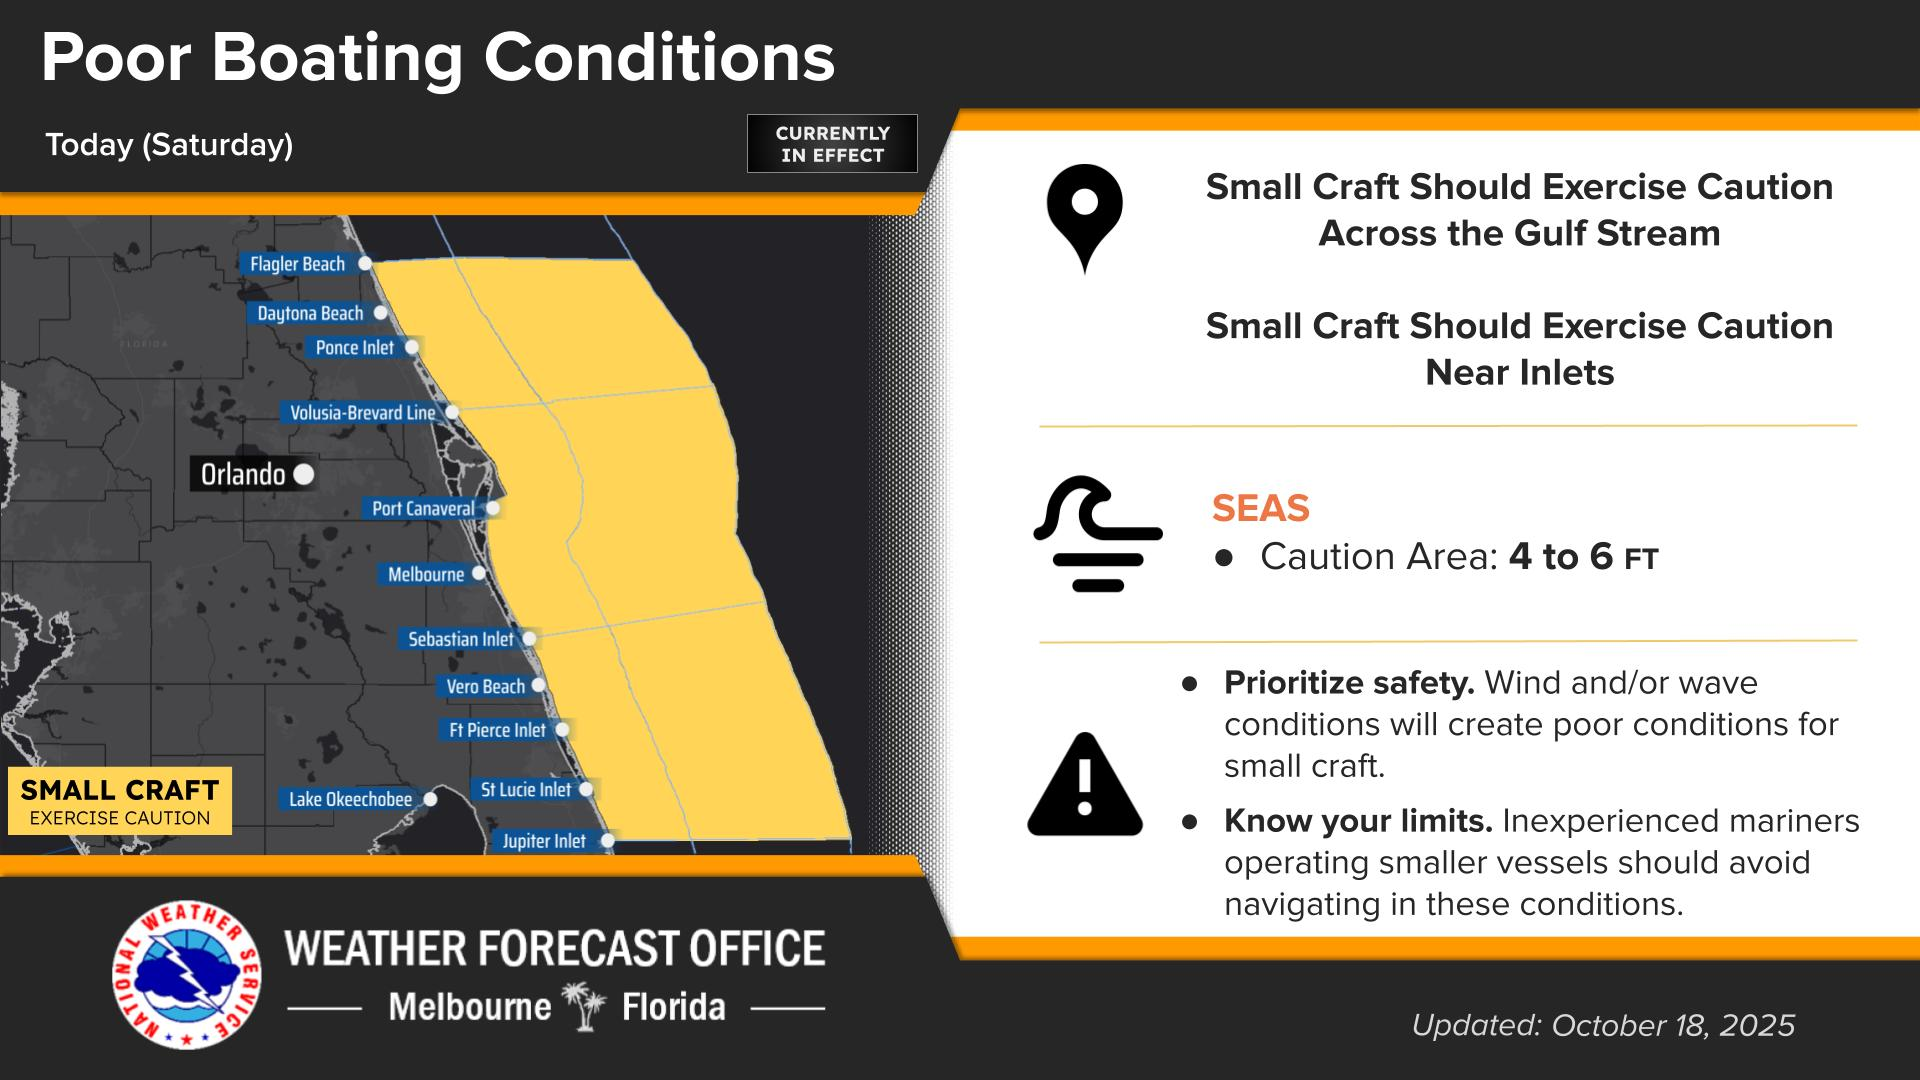 Poor Boating Conditions
Today (Saturday)
CURRENTLY
IN EFFECT
Flagler Beach
Daytona Beach
FLORIDA
Ponce Inlet
Volusia-Brevard Line
Orlando
Port Canaveral
Melbourne
Sebastian Inlet
Vero Beach
Ft Pierce Inlet
St Lucie Inlet
Lake Okeechobee
Jupiter Inlet
SMALL CRAFT
EXERCISE CAUTION
Small Craft Should Exercise Caution
Across the Gulf Stream
Small Craft Should Exercise Caution
Near Inlets
SEAS
● Caution Area: 4 to 6 FT
● Prioritize safety. Wind and/or wave
conditions will create poor conditions for
small craft.
● Know your limits. Inexperienced mariners
operating smaller vessels should avoid
navigating in these conditions.
NATIONAL WEATHER SERVICE
WEATHER FORECAST OFFICE
Melbourne Florida
Updated: October 18, 2025